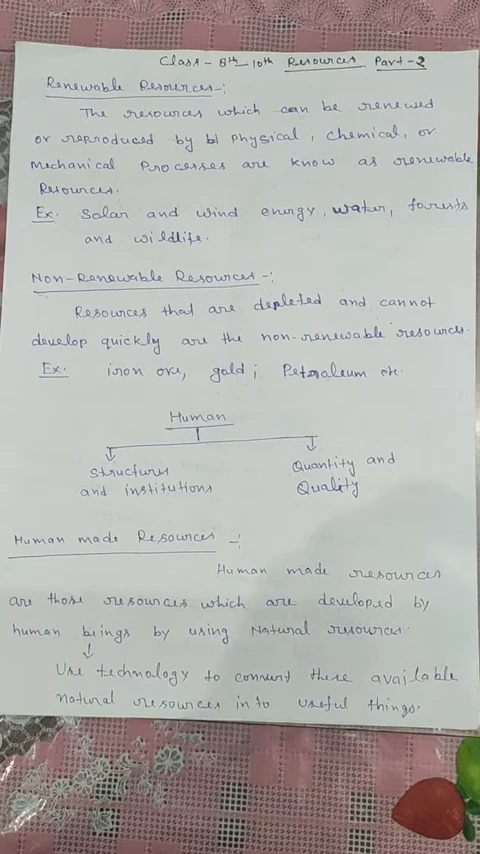 Class - 8th - 10th Resources Part-2
Renewable Resources -:
The resources which can be renewed
or reproduced by bl physical, chemical, or
Mechanical Processes are know as renewable
Resources.
Ex. Solar and wind energy, water, forests
and wildlife.
Non-Renewable Resources -:
Resources that are depleted and cannot
develop quickly are the non-renewable resources.
Ex. iron ore, gold; Petroleum etc.
Human
Structures
and institutions
Quantity and
Quality
Human made Resources -:
Human made resources
are those resources which are developed by
human beings by using Natural resources.
Use technology to convert these available
natural resources in to useful things.